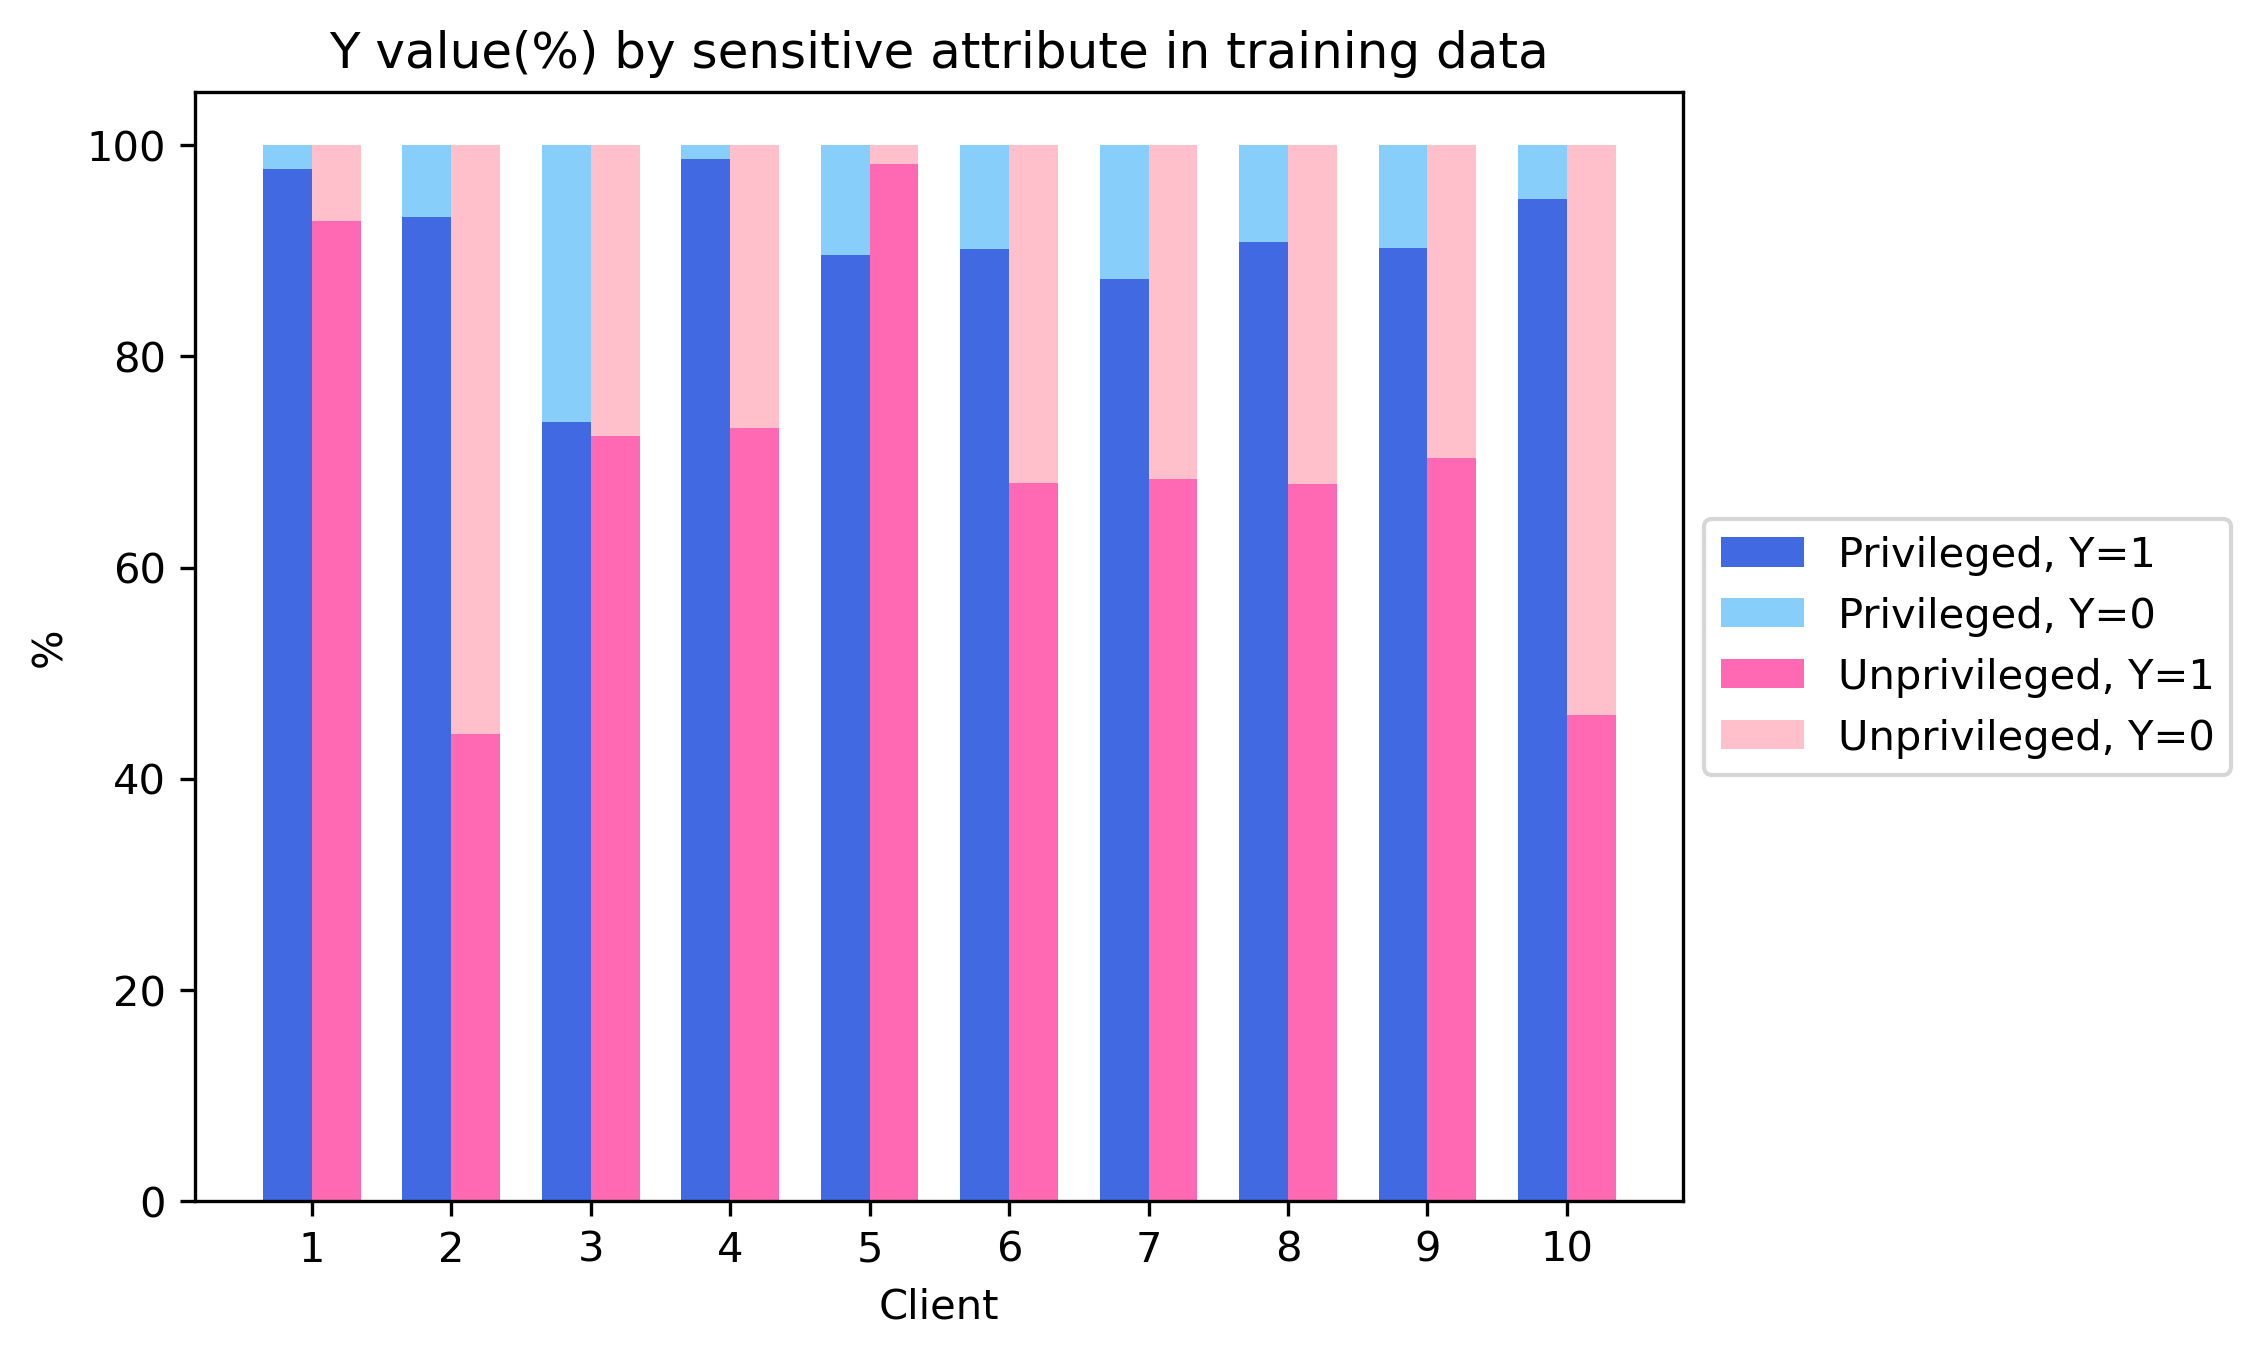 Y value(%) by sensitive attribute in training data
100
80
60
40
20
0
%
1 2 3 4 5 6 7 8 9 10
Client
Privileged, Y=1
Privileged, Y=0
Unprivileged, Y=1
Unprivileged, Y=0